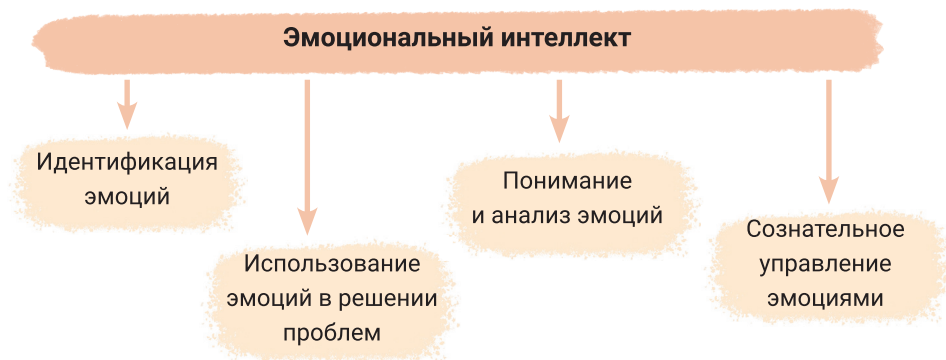 Эмоциональный интеллект
Идентификация
эмоций
Использование
эмоций в решении
проблем
Понимание
и анализ эмоций
Сознательное
управление
эмоциями